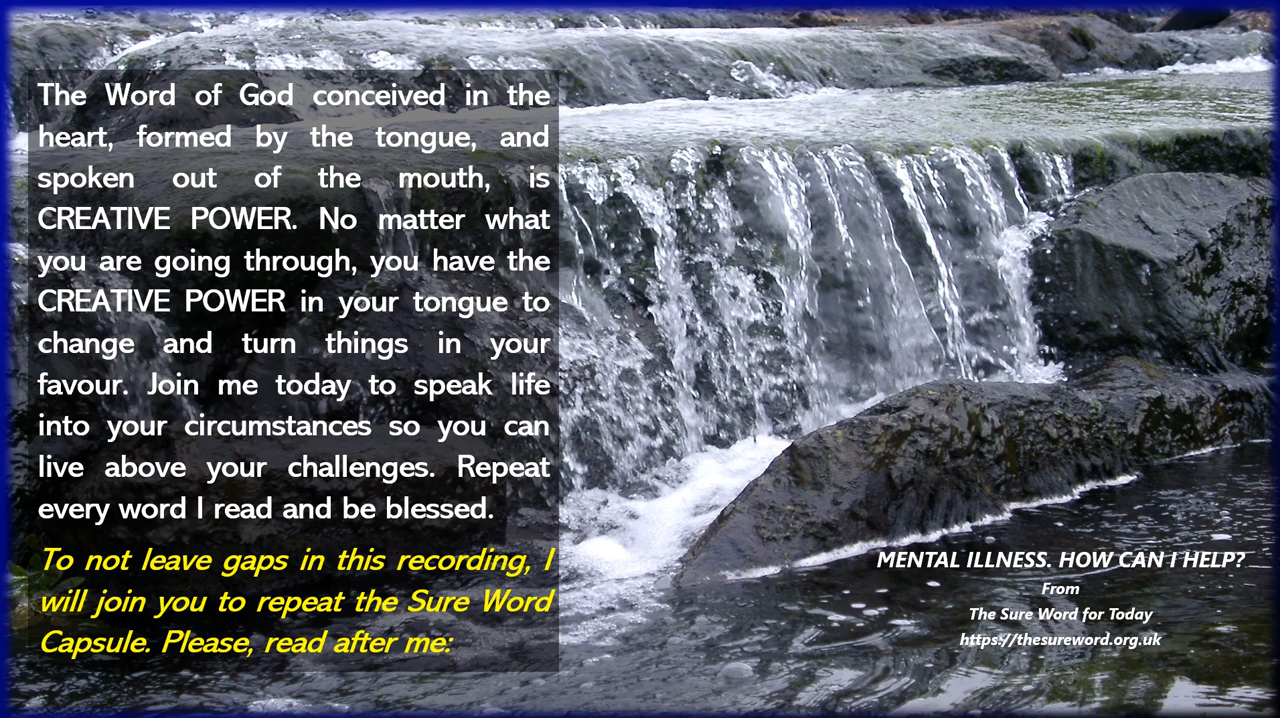 The Word of God conceived in the
heart, formed by the tongue, and
spoken out of the mouth, is
CREATIVE POWER. No matter what
you are going through, you have the
CREATIVE POWER in your tongue to
change and turn things in your
favour. Join me today to speak life
into your circumstances so you can
live above your challenges. Repeat
every word I read and be blessed.
To not leave gaps in this recording, I
will join you to repeat the Sure Word
Capsule. Please, read after me:
MENTAL ILLNESS. HOW CAN I HELP?
From
The Sure Word for Today
https://thesureword.org.uk